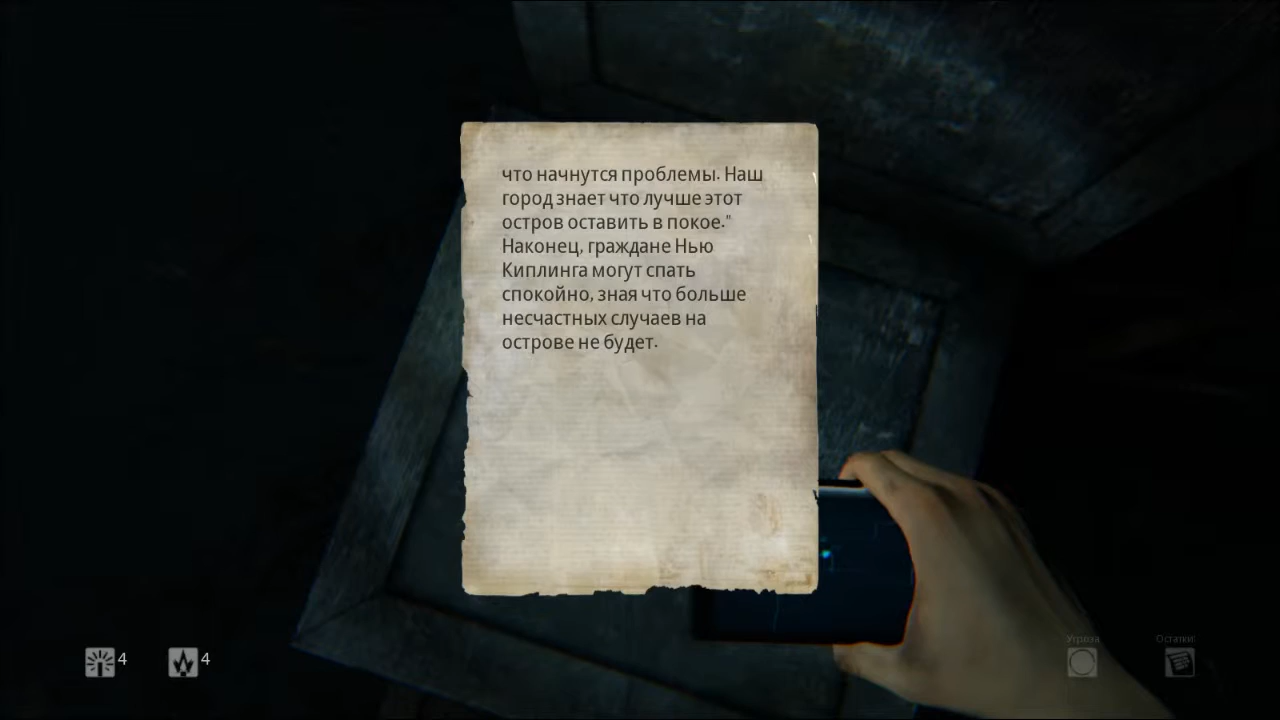 что начнутся проблемы. Наш
город знает что лучше этот
остров оставить в покое."
Наконец, граждане Нью
Киплинга могут спать
спокойно, зная что больше
несчастных случаев на
острове не будет.
4
4
Угроза
Остатки: